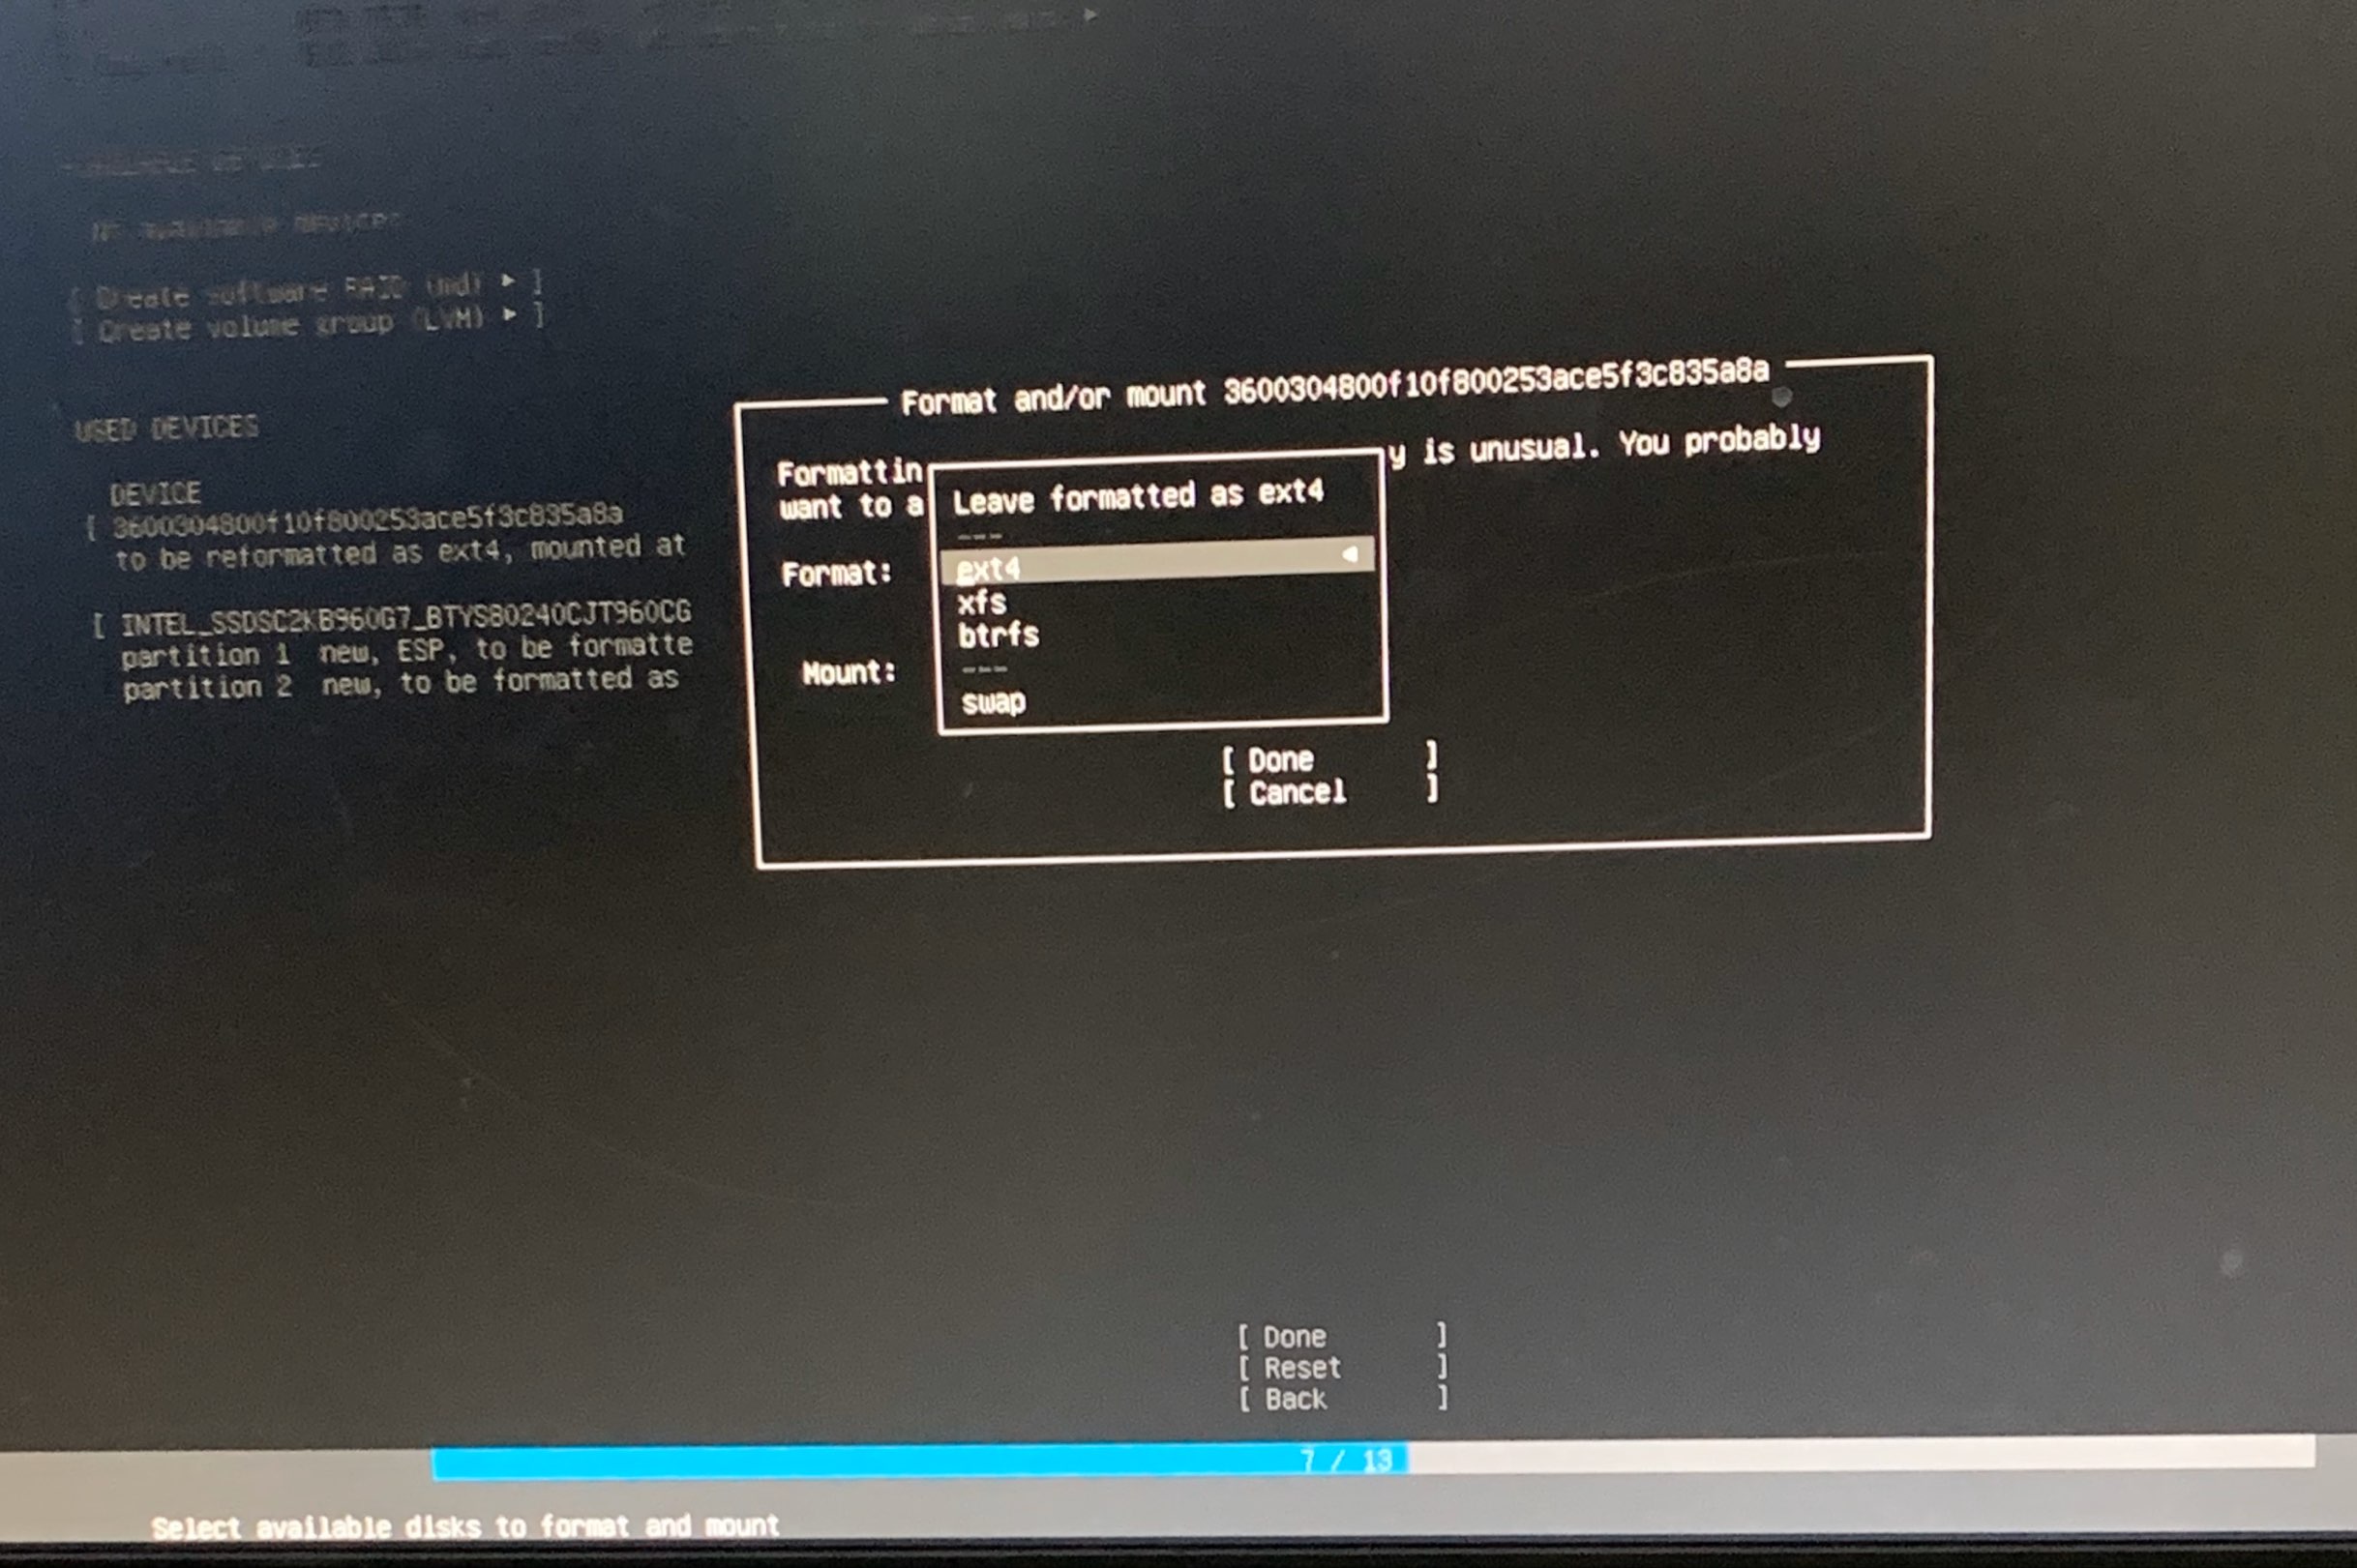 [ Create software RAID (md) ▸ ]
[ Create volume group (LVM) ▸ ]
USED DEVICES
DEVICE
[ 3600304800f10f800253ace5f3c835a8a
to be reformatted as ext4, mounted at
[ INTEL_SSDSC2KB960G7_BTYS80240CJT960CG
partition 1 new, ESP, to be formatte
partition 2 new, to be formatted as
Format and/or mount 3600304800f10f800253ace5f3c835a8a
Formattin y is unusual. You probably
want to a
Leave formatted as ext4
---
Format:
ext4 ◂
xfs
btrfs
Mount:
---
swap
[ Done ]
[ Cancel ]
[ Done ]
[ Reset ]
[ Back ]
7 / 13
Select available disks to format and mount